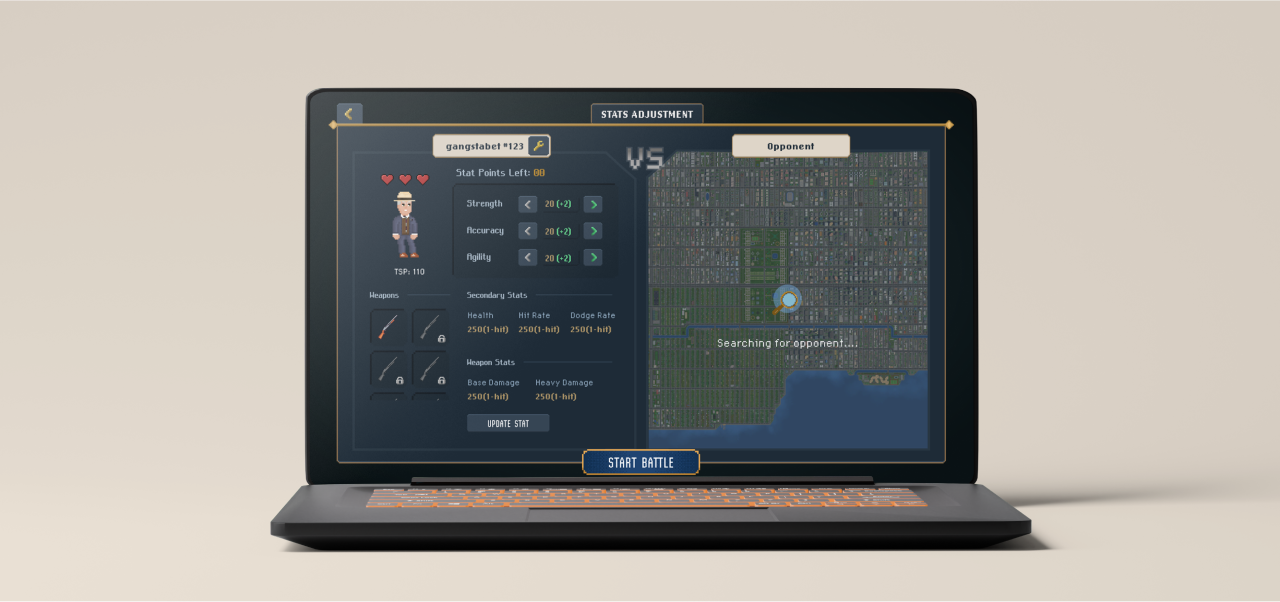 STATS ADJUSTMENT
gangstabet #123
VS
Opponent
Stat Points Left: 00
Strength 20 (+2)
Accuracy 20 (+2)
Agility 20 (+2)
TSP: 110
Weapons
Secondary Stats
Health Hit Rate Dodge Rate
250(1-hit) 250(1-hit) 250(1-hit)
Weapon Stats
Base Damage Heavy Damage
250(1-hit) 250(1-hit)
UPDATE STAT
Searching for opponent....
START BATTLE